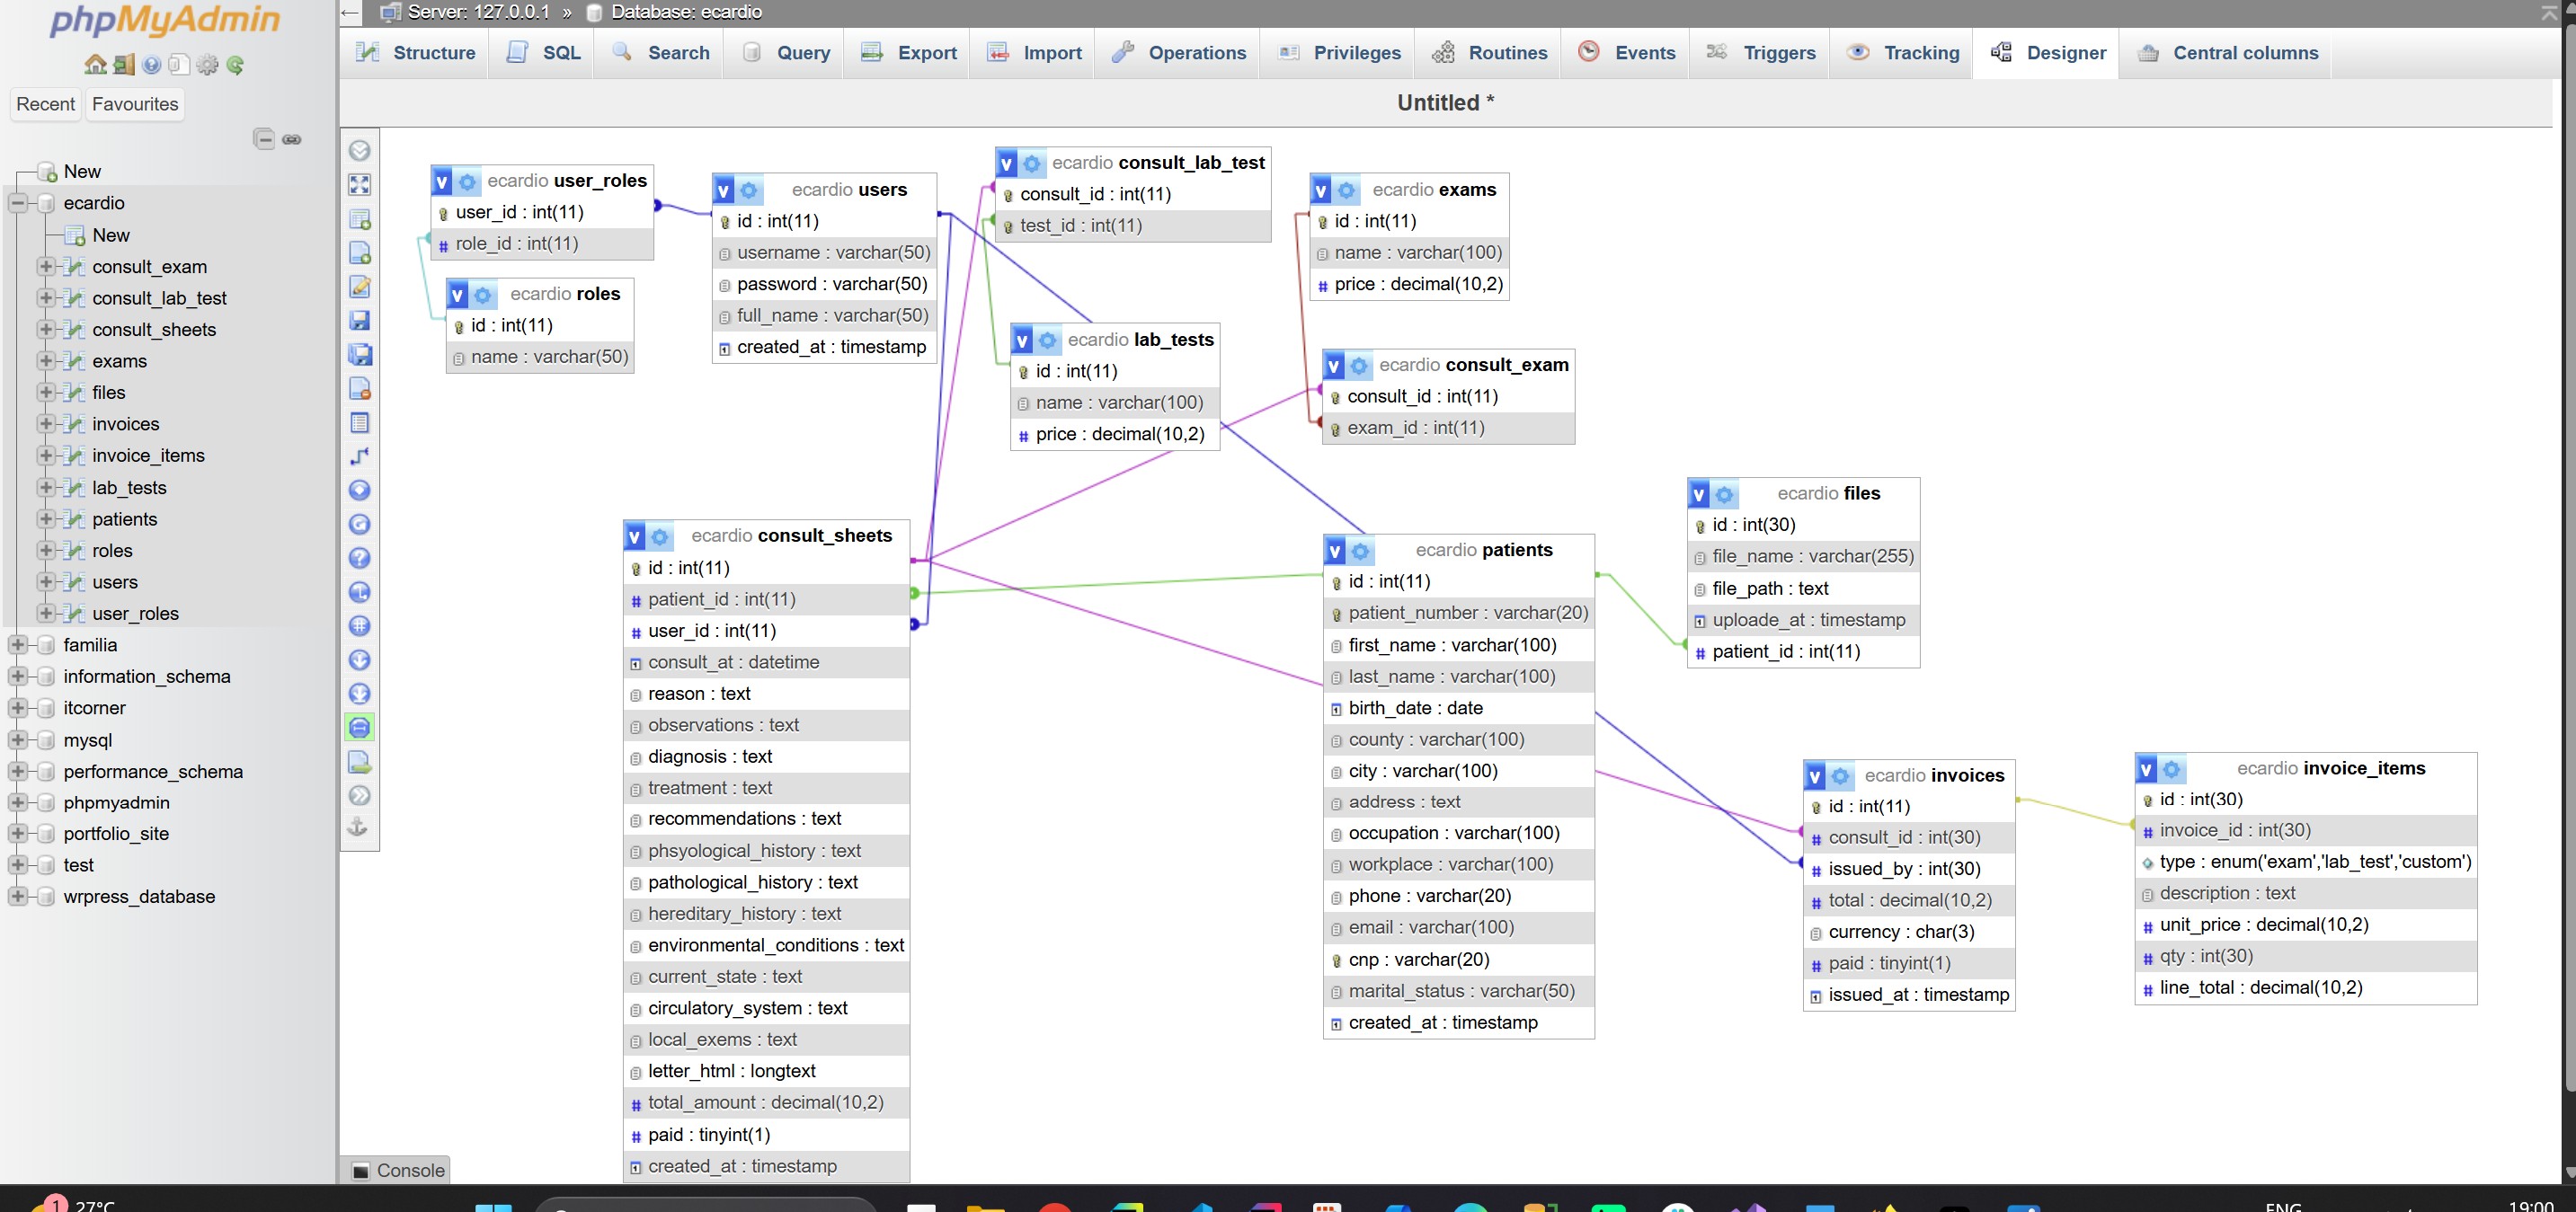 phpMyAdmin
Recent
Favourites
New
ecardio
New
consult_exam
consult_lab_test
consult_sheets
exams
files
invoices
invoice_items
lab_tests
patients
roles
users
user_roles
familia
information_schema
itcorner
mysql
performance_schema
phpmyadmin
portfolio_site
test
wrpress_database
Server: 127.0.0.1 » Database: ecardio
Structure SQL Search Query Export Import Operations Privileges Routines Events Triggers Tracking Designer Central columns
Untitled *
v ecardio user_roles
user_id : int(11)
# role_id : int(11)
v ecardio roles
id : int(11)
name : varchar(50)
v ecardio users
id : int(11)
username : varchar(50)
password : varchar(50)
full_name : varchar(50)
created_at : timestamp
v ecardio consult_lab_test
consult_id : int(11)
test_id : int(11)
v ecardio lab_tests
id : int(11)
name : varchar(100)
# price : decimal(10,2)
v ecardio exams
id : int(11)
name : varchar(100)
# price : decimal(10,2)
v ecardio consult_exam
consult_id : int(11)
exam_id : int(11)
v ecardio consult_sheets
id : int(11)
# patient_id : int(11)
# user_id : int(11)
consult_at : datetime
reason : text
observations : text
diagnosis : text
treatment : text
recommendations : text
phsyological_history : text
pathological_history : text
hereditary_history : text
environmental_conditions : text
current_state : text
circulatory_system : text
local_exems : text
letter_html : longtext
# total_amount : decimal(10,2)
# paid : tinyint(1)
created_at : timestamp
v ecardio patients
id : int(11)
patient_number : varchar(20)
first_name : varchar(100)
last_name : varchar(100)
birth_date : date
county : varchar(100)
city : varchar(100)
address : text
occupation : varchar(100)
workplace : varchar(100)
phone : varchar(20)
email : varchar(100)
cnp : varchar(20)
marital_status : varchar(50)
created_at : timestamp
v ecardio files
id : int(30)
file_name : varchar(255)
file_path : text
uploade_at : timestamp
# patient_id : int(11)
v ecardio invoices
id : int(11)
# consult_id : int(30)
# issued_by : int(30)
# total : decimal(10,2)
currency : char(3)
# paid : tinyint(1)
issued_at : timestamp
v ecardio invoice_items
id : int(30)
# invoice_id : int(30)
type : enum('exam','lab_test','custom')
description : text
# unit_price : decimal(10,2)
# qty : int(30)
# line_total : decimal(10,2)
Console
1 27°C
ENG
19:00